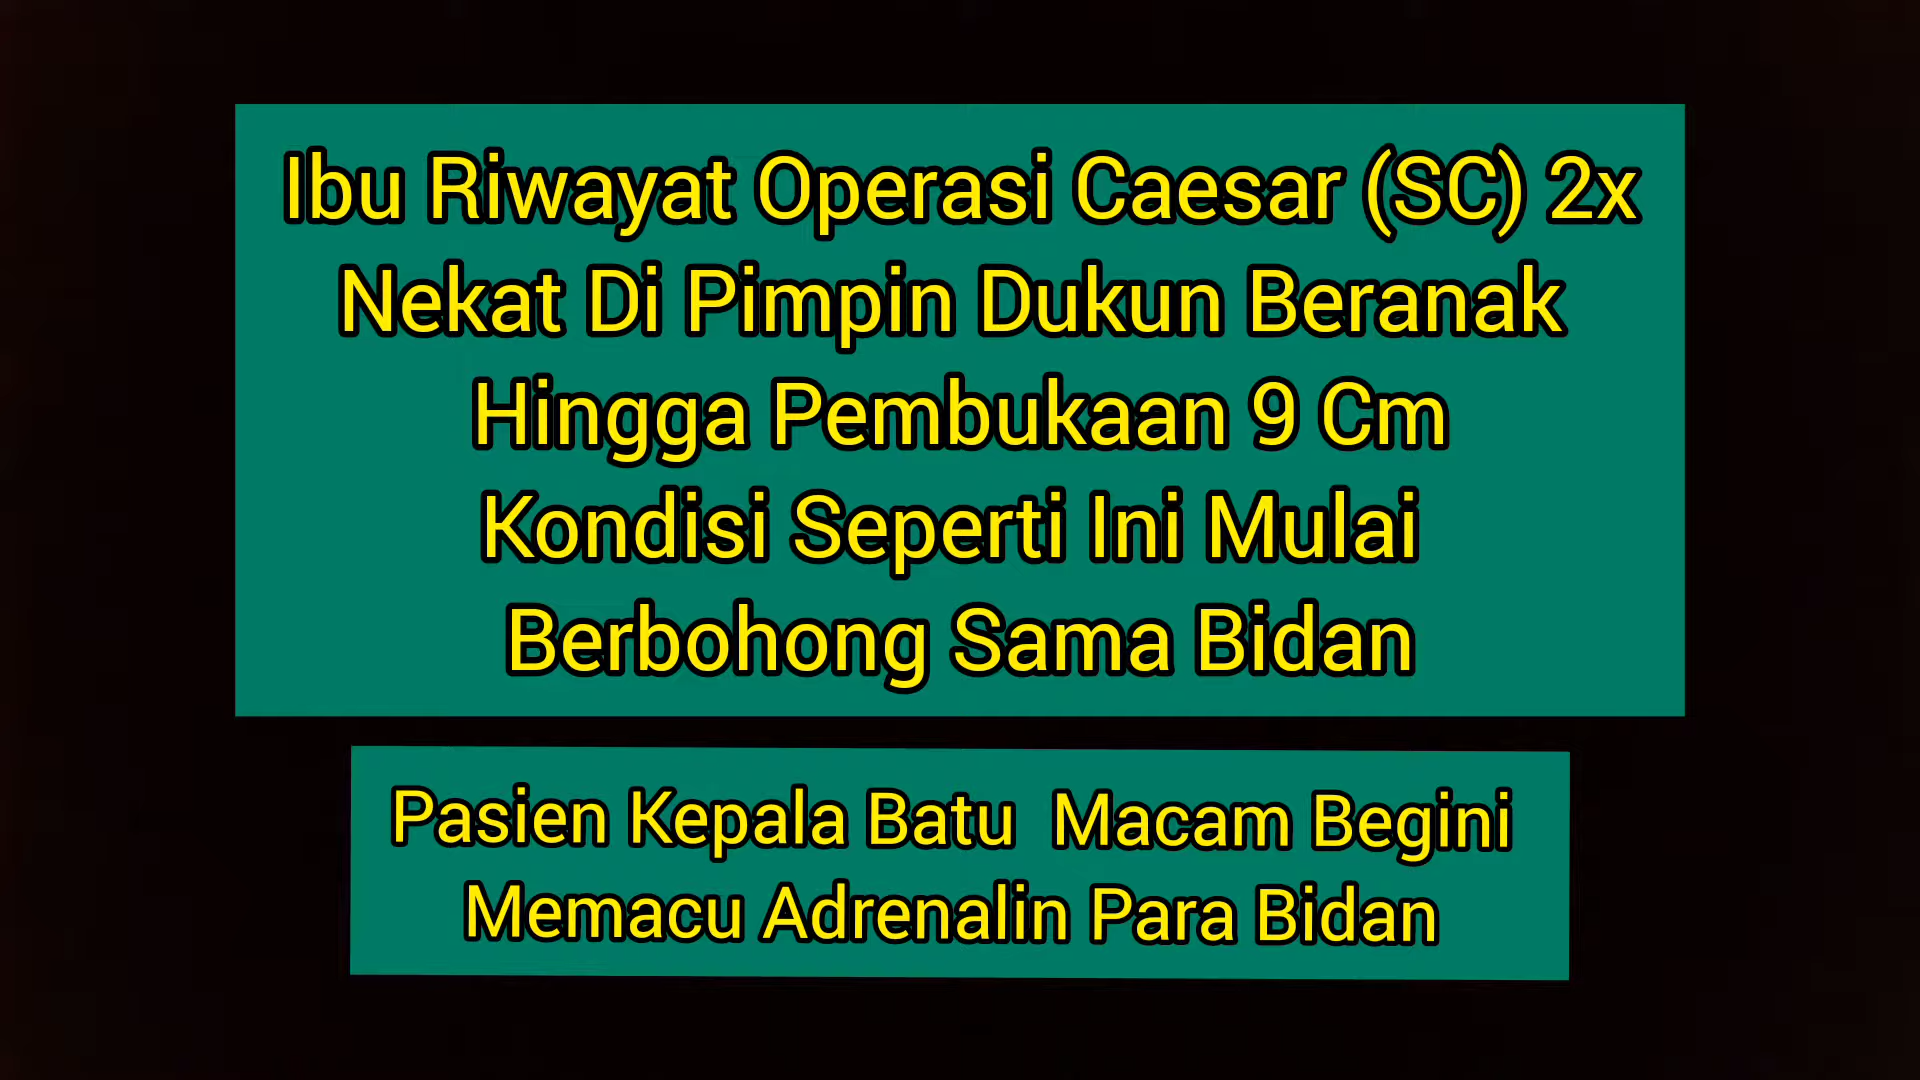 Ibu Riwayat Operasi Caesar (SC) 2x
Nekat Di Pimpin Dukun Beranak
Hingga Pembukaan 9 Cm
Kondisi Seperti Ini Mulai
Berbohong Sama Bidan
Pasien Kepala Batu  Macam Begini
Memacu Adrenalin Para Bidan